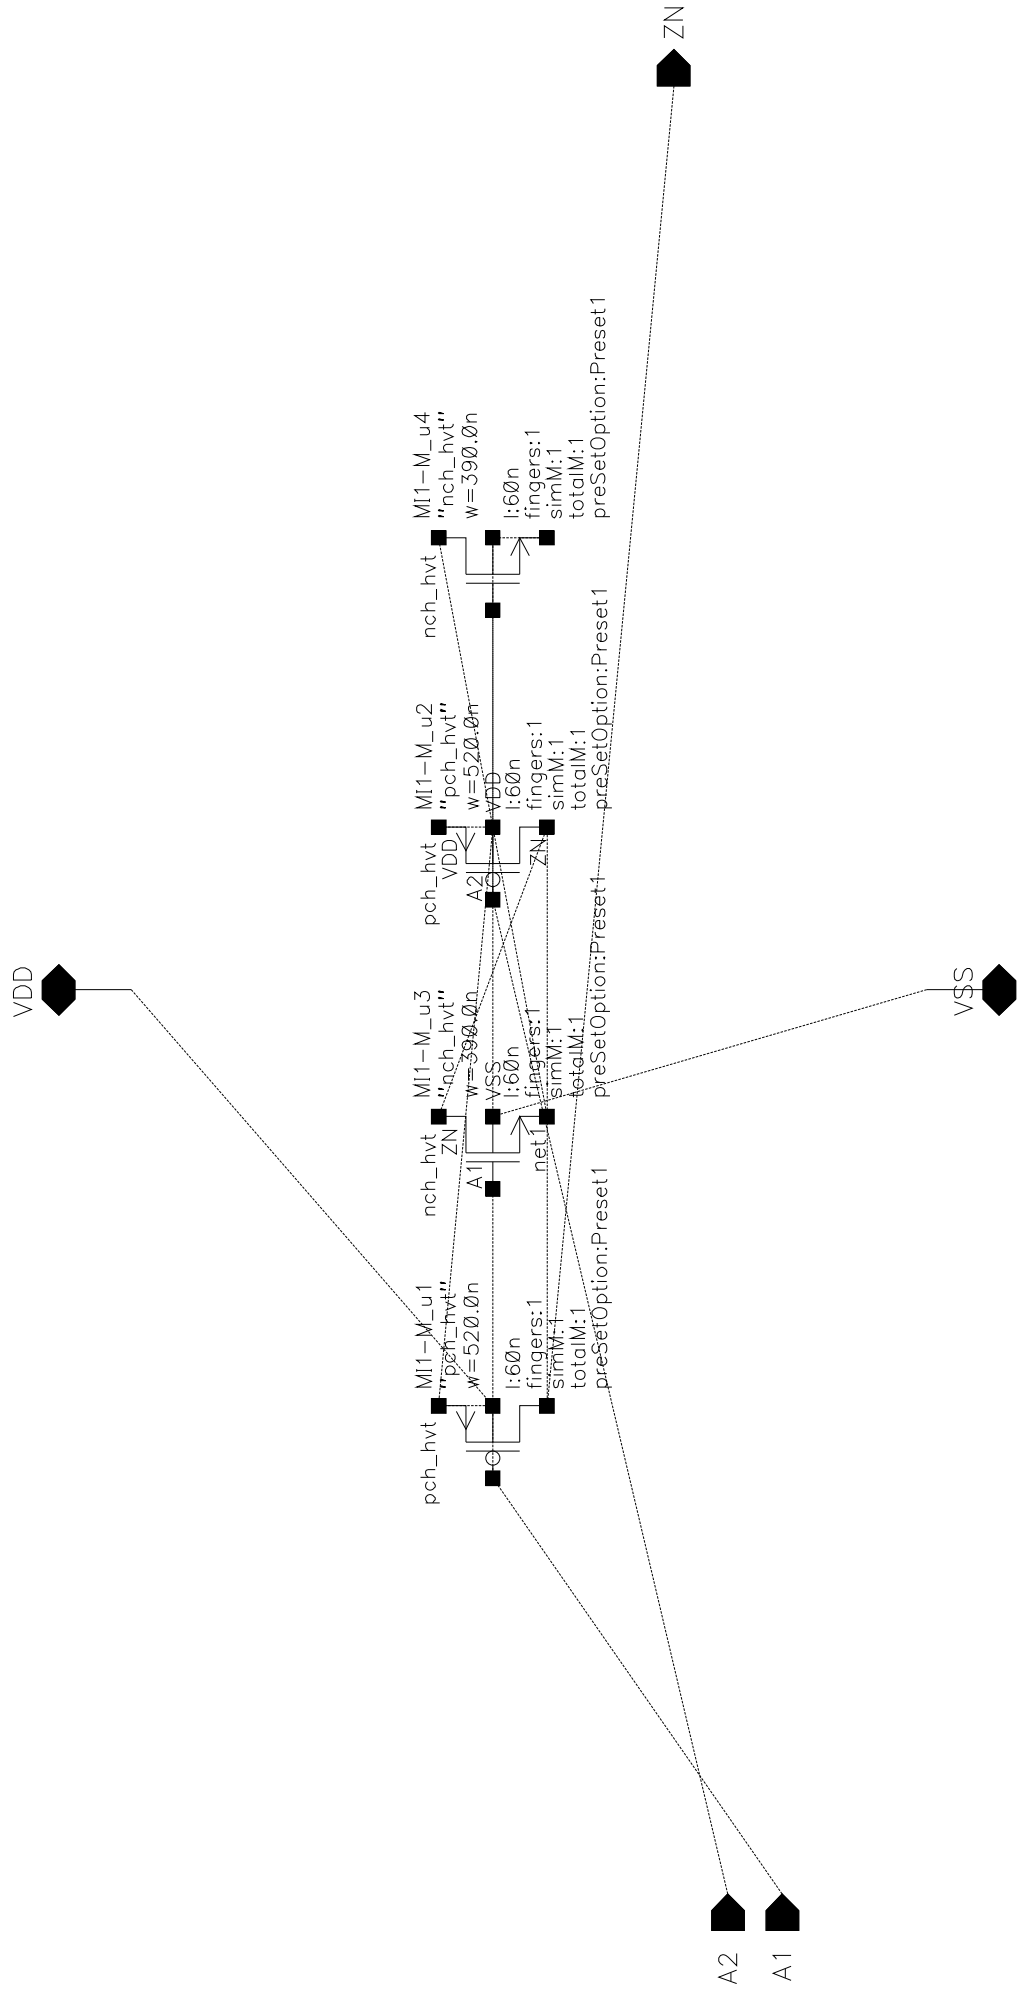 VDD
ZN
MI1-M_u1
"pch_hvt"
w=520.0n
l:60n
fingers:1
simM:1
totalM:1
preSetOption:Preset1
pch_hvt
MI1-M_u3
"nch_hvt"
w=390.0n
VSS
l:60n
fingers:1
simM:1
totalM:1
preSetOption:Preset1
nch_hvt
ZN
A1
net1
MI1-M_u2
"pch_hvt"
w=520.0n
VDD
l:60n
fingers:1
simM:1
totalM:1
preSetOption:Preset1
pch_hvt
VDD
A2
ZN
MI1-M_u4
"nch_hvt"
w=390.0n
l:60n
fingers:1
simM:1
totalM:1
preSetOption:Preset1
nch_hvt
A2
A1
VSS